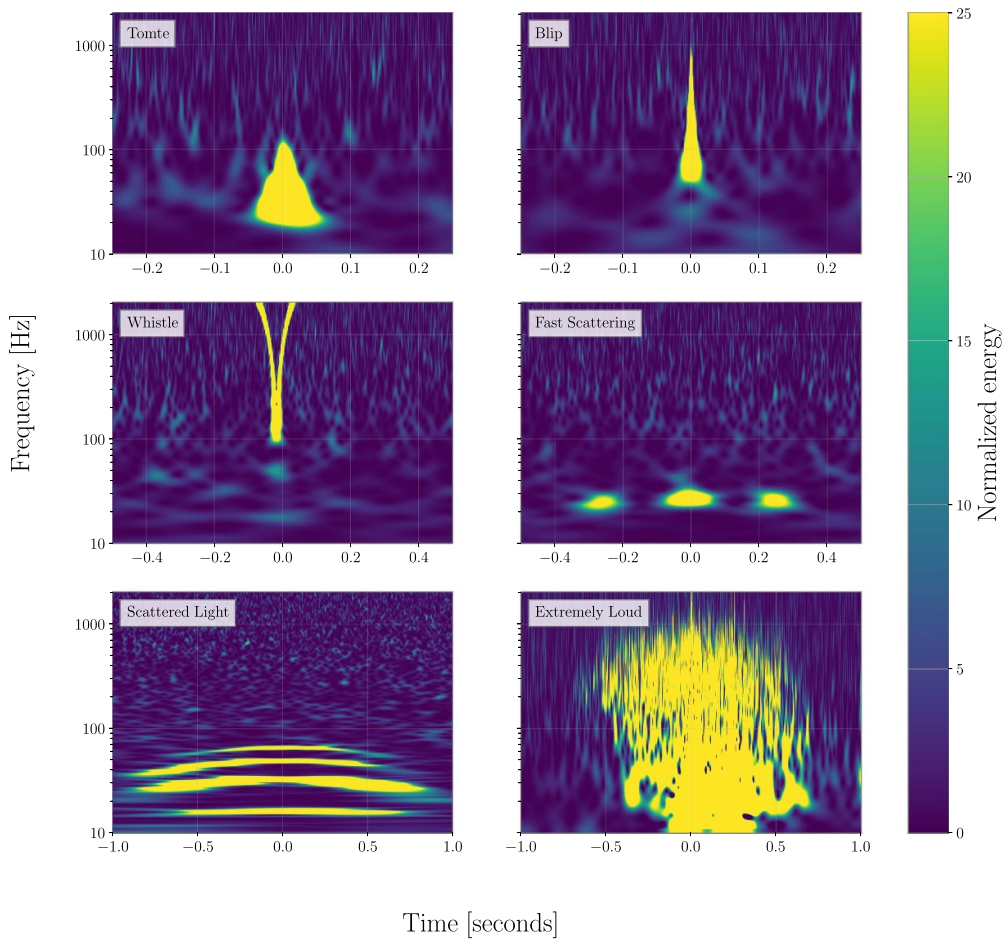 Tomte
1000
100
10
−0.2 −0.1 0.0 0.1 0.2
Blip
−0.2 −0.1 0.0 0.1 0.2
Whistle
1000
100
10
−0.4 −0.2 0.0 0.2 0.4
Fast Scattering
−0.4 −0.2 0.0 0.2 0.4
Scattered Light
1000
100
10
−1.0 −0.5 0.0 0.5 1.0
Extremely Loud
−1.0 −0.5 0.0 0.5 1.0
Frequency [Hz]
Time [seconds]
25
20
15
10
5
0
Normalized energy